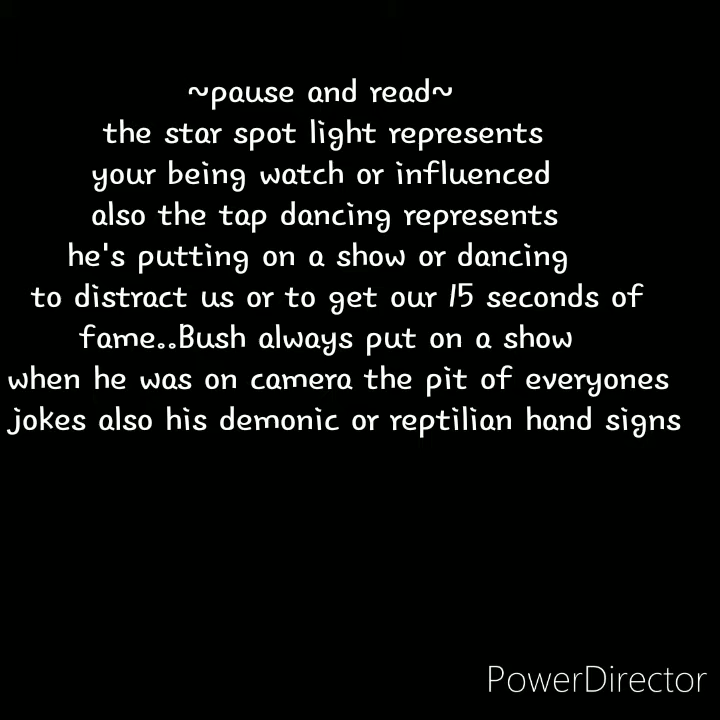 ~pause and read~
the star spot light represents
your being watch or influenced
also the tap dancing represents
he's putting on a show or dancing
to distract us or to get our 15 seconds of
fame..Bush always put on a show
when he was on camera the pit of everyones
jokes also his demonic or reptilian hand signs
PowerDirector